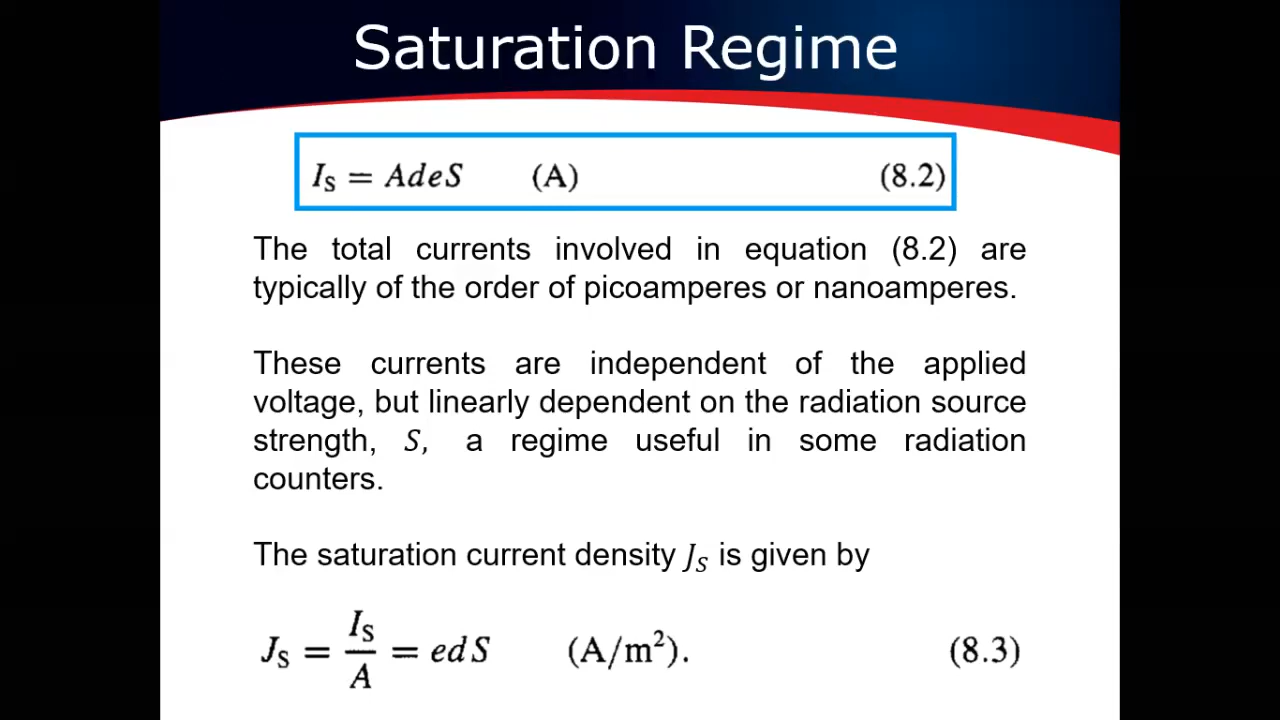 Saturation Regime
I_S = AdeS (A) (8.2)
The total currents involved in equation (8.2) are
typically of the order of picoamperes or nanoamperes.
These currents are independent of the applied
voltage, but linearly dependent on the radiation source
strength, S, a regime useful in some radiation
counters.
The saturation current density J_S is given by
J_S = I_S/A = edS (A/m²). (8.3)